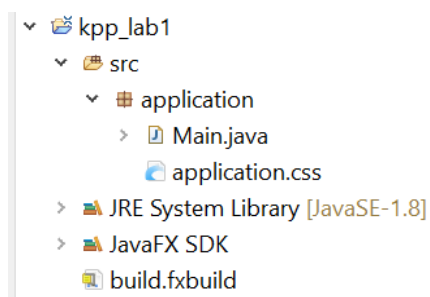 kpp_lab1
src
application
Main.java
application.css
JRE System Library [JavaSE-1.8]
JavaFX SDK
build.fxbuild